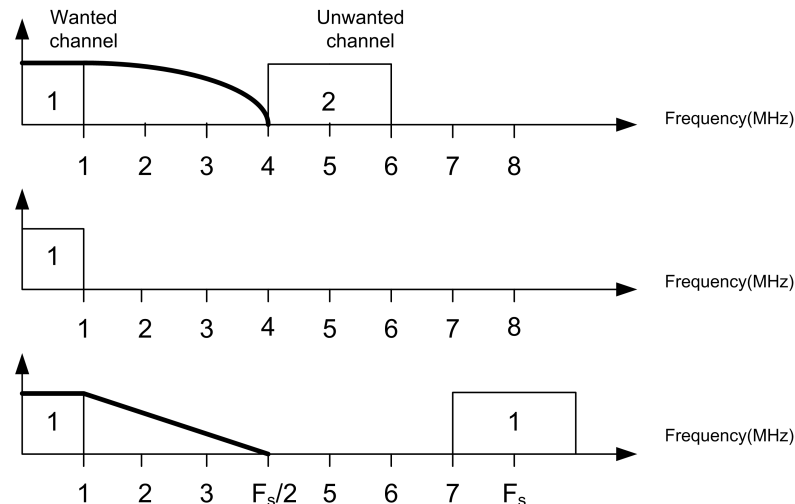 Wanted channel
Unwanted channel
1
2
Frequency(MHz)
1 2 3 4 5 6 7 8
1
Frequency(MHz)
1 2 3 4 5 6 7 8
1
1
Frequency(MHz)
1 2 3 Fs/2 5 6 7 Fs